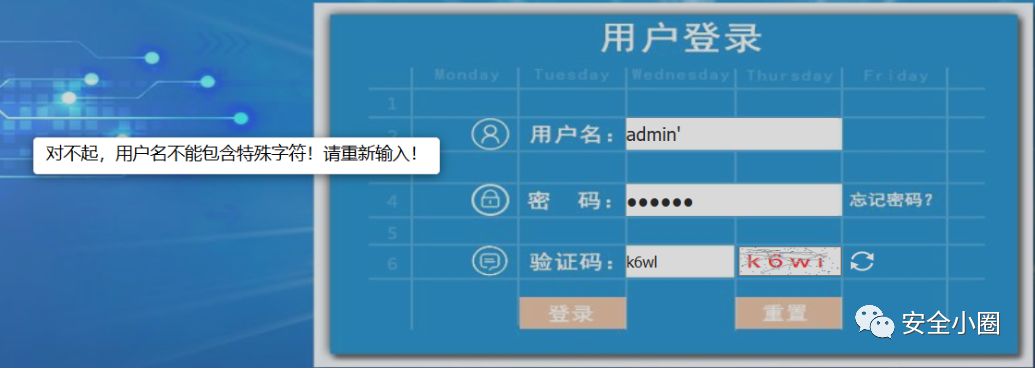 用户登录
Monday Tuesday Wednesday Thursday Friday
1
2
用户名：admin'
对不起，用户名不能包含特殊字符！请重新输入！
4
密 码：●●●●●● 忘记密码？
5
6
验证码：k6wl k6wi
登录 重置
安全小圈